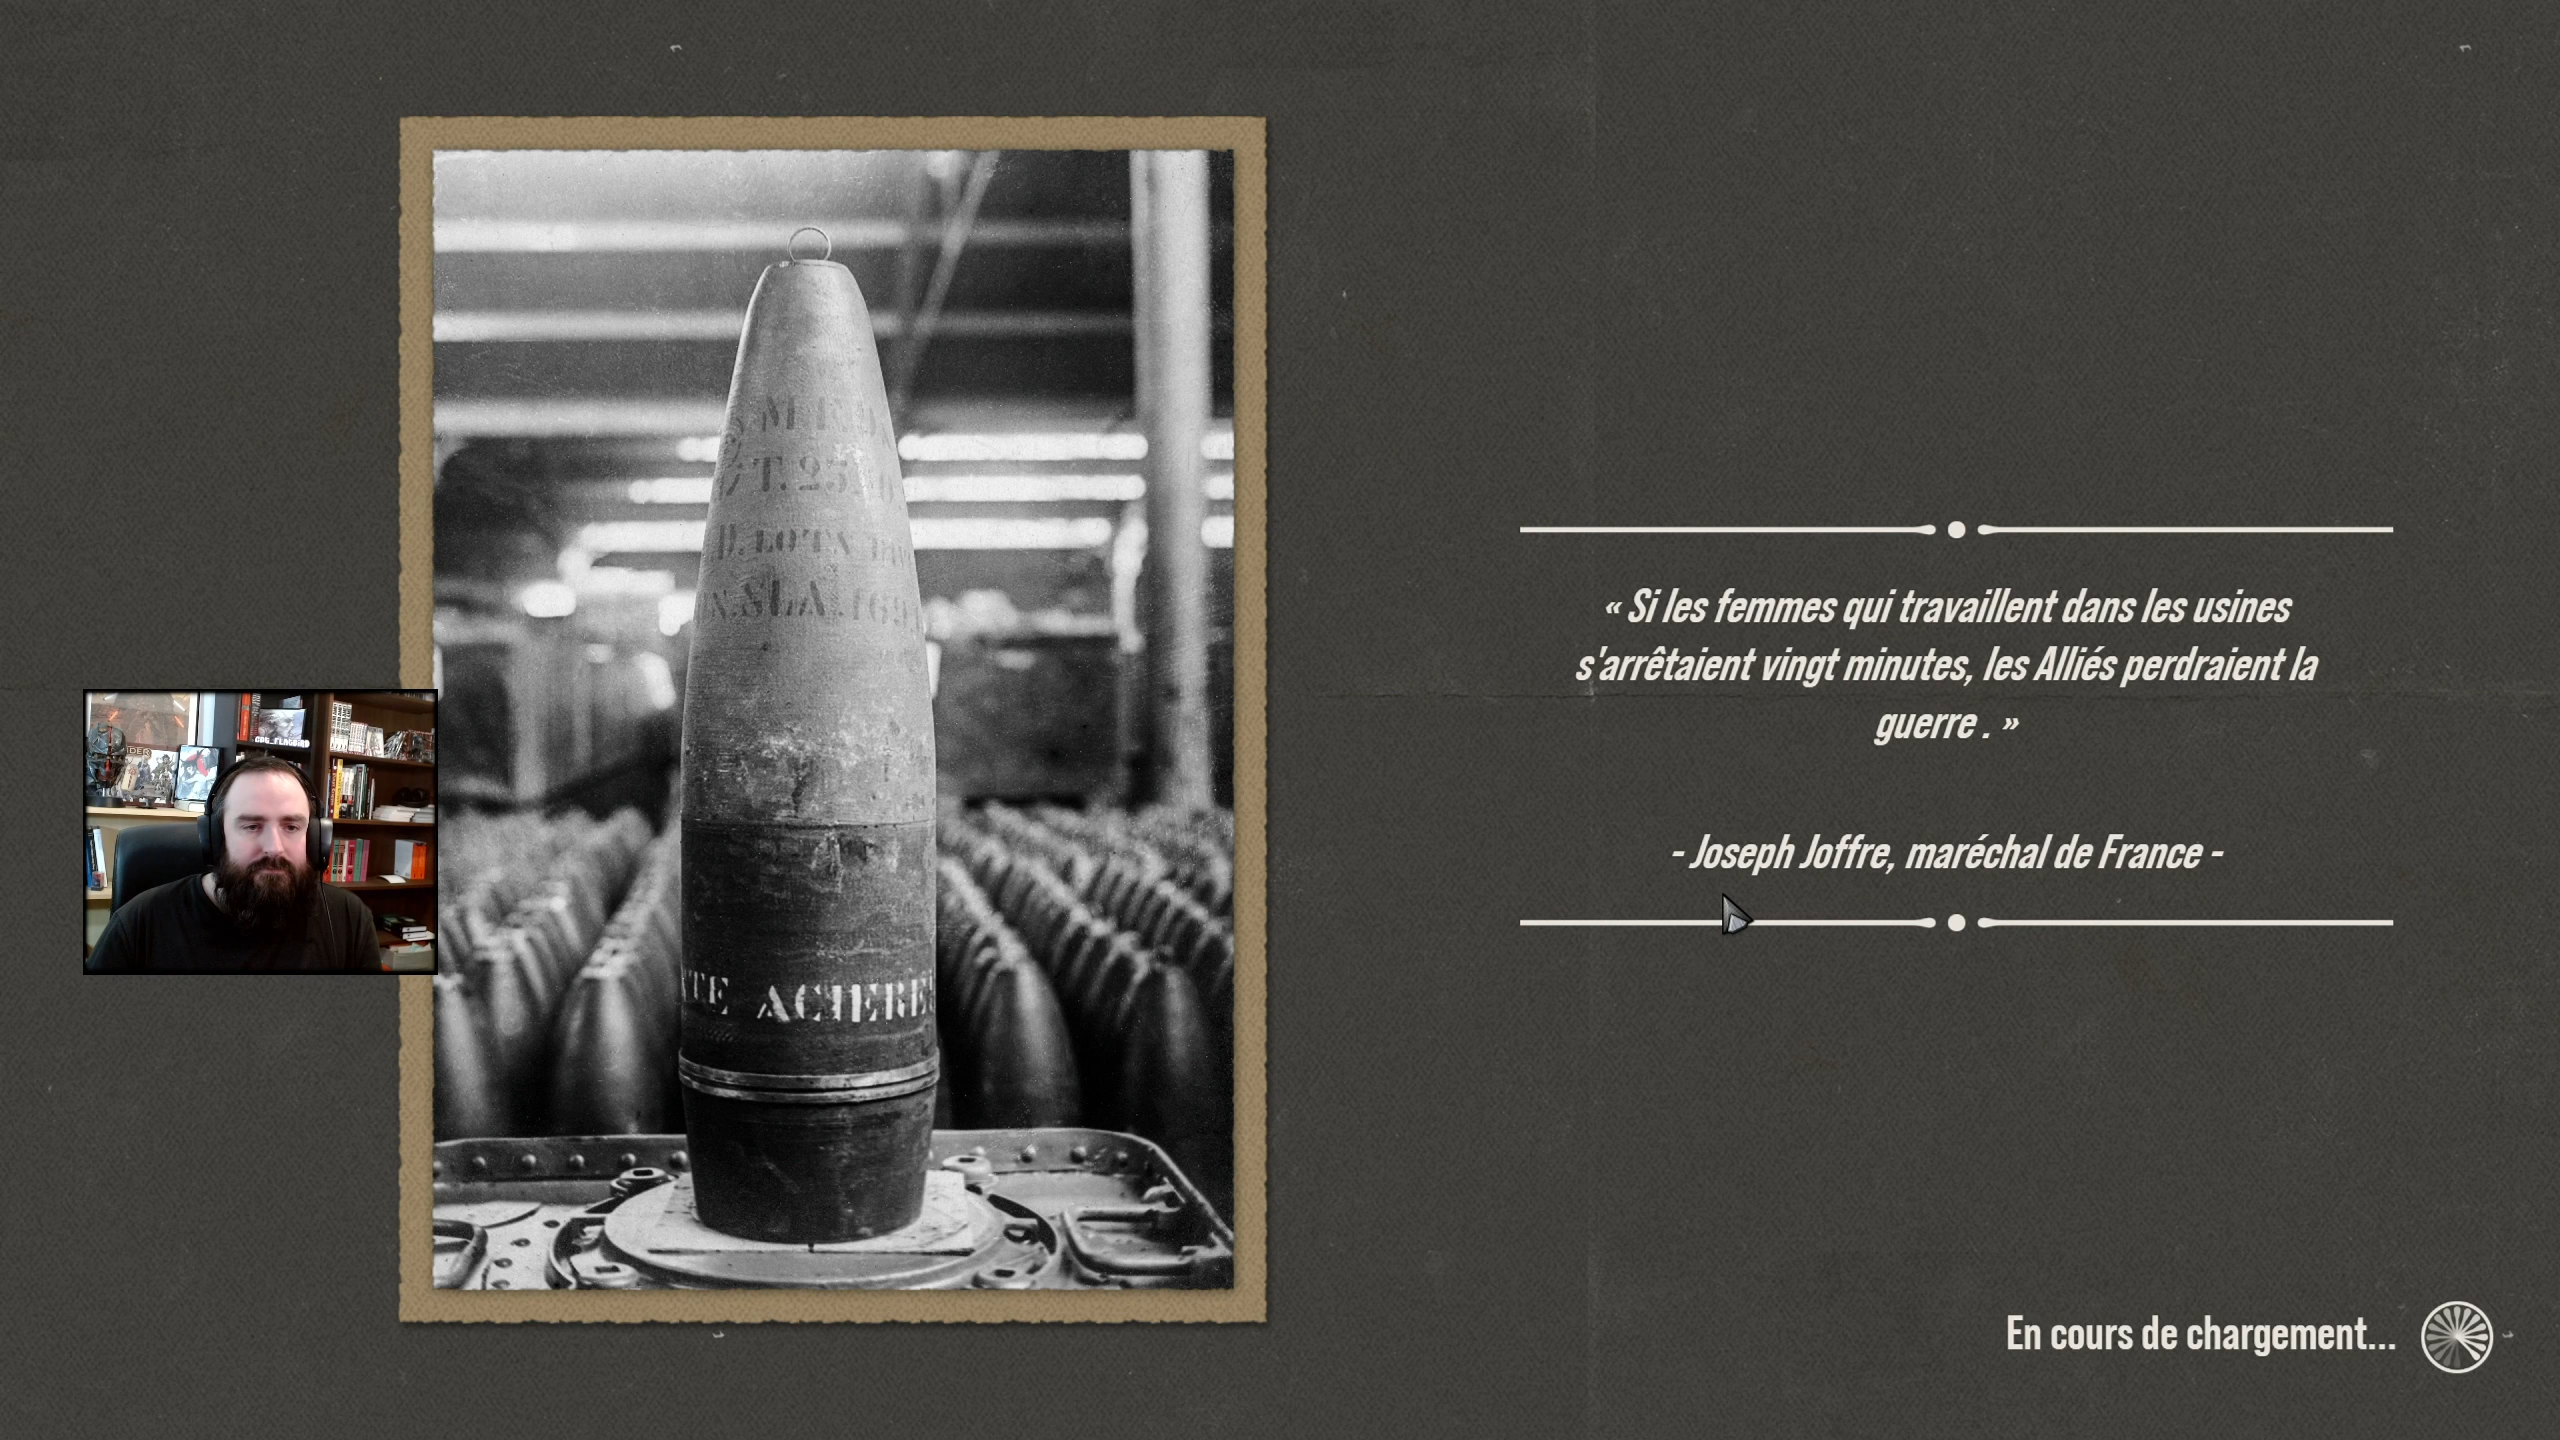 « Si les femmes qui travaillent dans les usines
s'arrêtaient vingt minutes, les Alliés perdraient la
guerre . »
- Joseph Joffre, maréchal de France -
En cours de chargement...